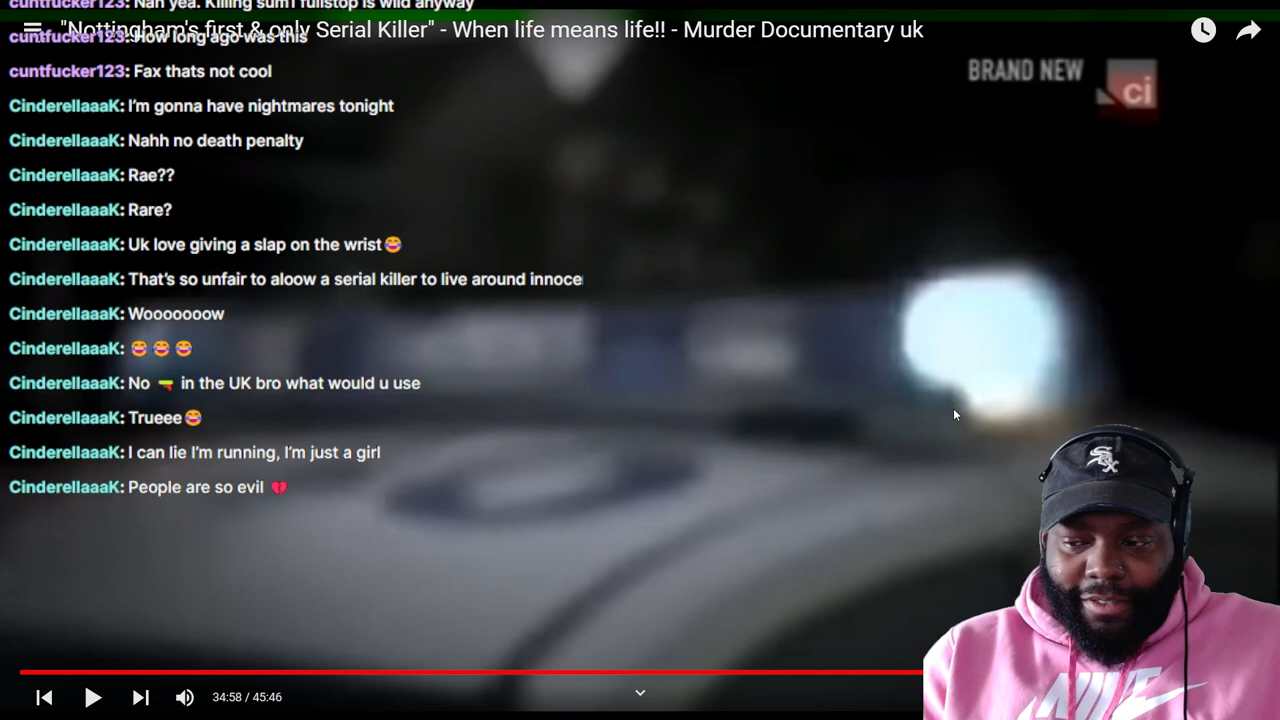 cuntfucker123: Nah yea. Killing sum1 fullstop is wild anyway
"Nottingham's first & only Serial Killer" - When life means life!! - Murder Documentary uk
cuntfucker123: How long ago was this
BRAND NEW
ci
cuntfucker123: Fax thats not cool
CinderellaaaK: I'm gonna have nightmares tonight
CinderellaaaK: Nahh no death penalty
CinderellaaaK: Rae??
CinderellaaaK: Rare?
CinderellaaaK: Uk love giving a slap on the wrist😂
CinderellaaaK: That's so unfair to aloow a serial killer to live around innoce
CinderellaaaK: Wooooooow
CinderellaaaK: 😂 😂 😂
CinderellaaaK: No 🔫 in the UK bro what would u use
CinderellaaaK: Trueee😂
CinderellaaaK: I can lie I'm running, I'm just a girl
CinderellaaaK: People are so evil 💔
Sox
NIKE
34:58 / 45:46